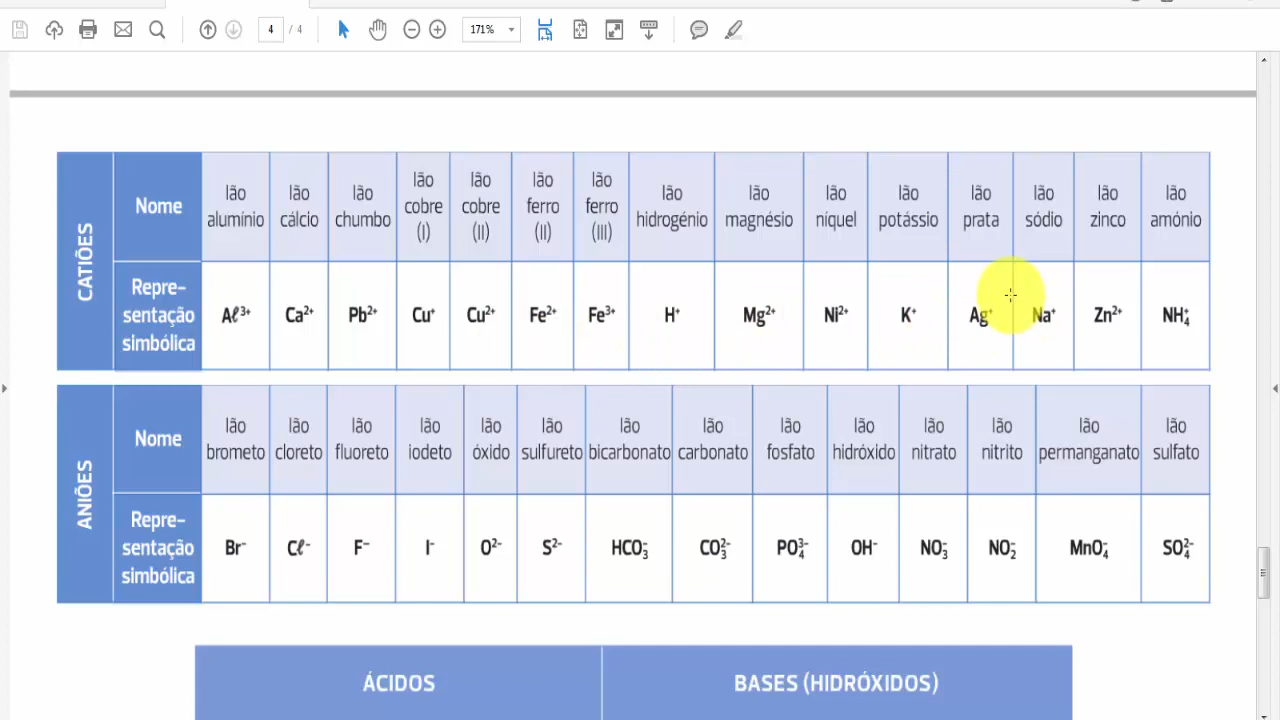 4 / 4
171%
CATIÕES
Nome
Ião alumínio
Ião cálcio
Ião chumbo
Ião cobre (I)
Ião cobre (II)
Ião ferro (II)
Ião ferro (III)
Ião hidrogénio
Ião magnésio
Ião níquel
Ião potássio
Ião prata
Ião sódio
Ião zinco
Ião amónio
Repre-
sentação
simbólica
Aℓ³⁺
Ca²⁺
Pb²⁺
Cu⁺
Cu²⁺
Fe²⁺
Fe³⁺
H⁺
Mg²⁺
Ni²⁺
K⁺
Ag⁺
Na⁺
Zn²⁺
NH₄⁺
ANIÕES
Nome
Ião brometo
Ião cloreto
Ião fluoreto
Ião iodeto
Ião óxido
Ião sulfureto
Ião bicarbonato
Ião carbonato
Ião fosfato
Ião hidróxido
Ião nitrato
Ião nitrito
Ião permanganato
Ião sulfato
Repre-
sentação
simbólica
Br⁻
Cℓ⁻
F⁻
I⁻
O²⁻
S²⁻
HCO₃⁻
CO₃²⁻
PO₄³⁻
OH⁻
NO₃⁻
NO₂⁻
MnO₄⁻
SO₄²⁻
ÁCIDOS
BASES (HIDRÓXIDOS)